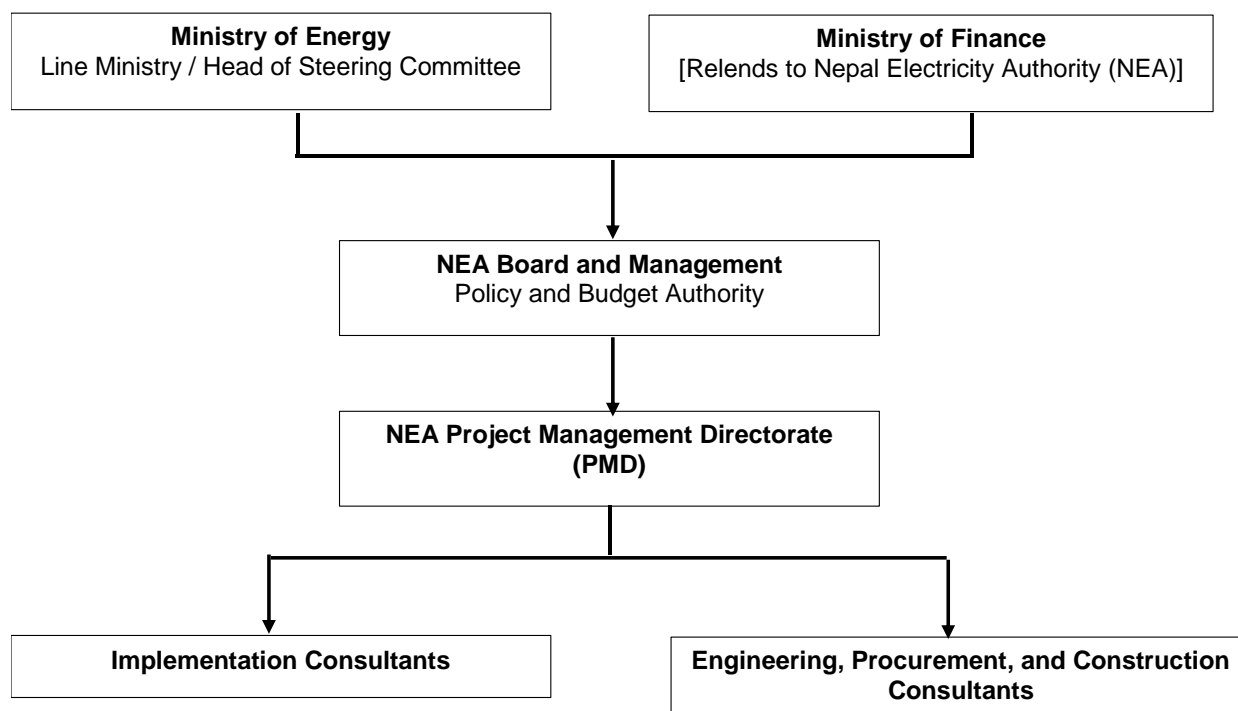 Ministry of Energy
Line Ministry / Head of Steering Committee
Ministry of Finance
[Relends to Nepal Electricity Authority (NEA)]
NEA Board and Management
Policy and Budget Authority
NEA Project Management Directorate
(PMD)
Implementation Consultants
Engineering, Procurement, and Construction
Consultants